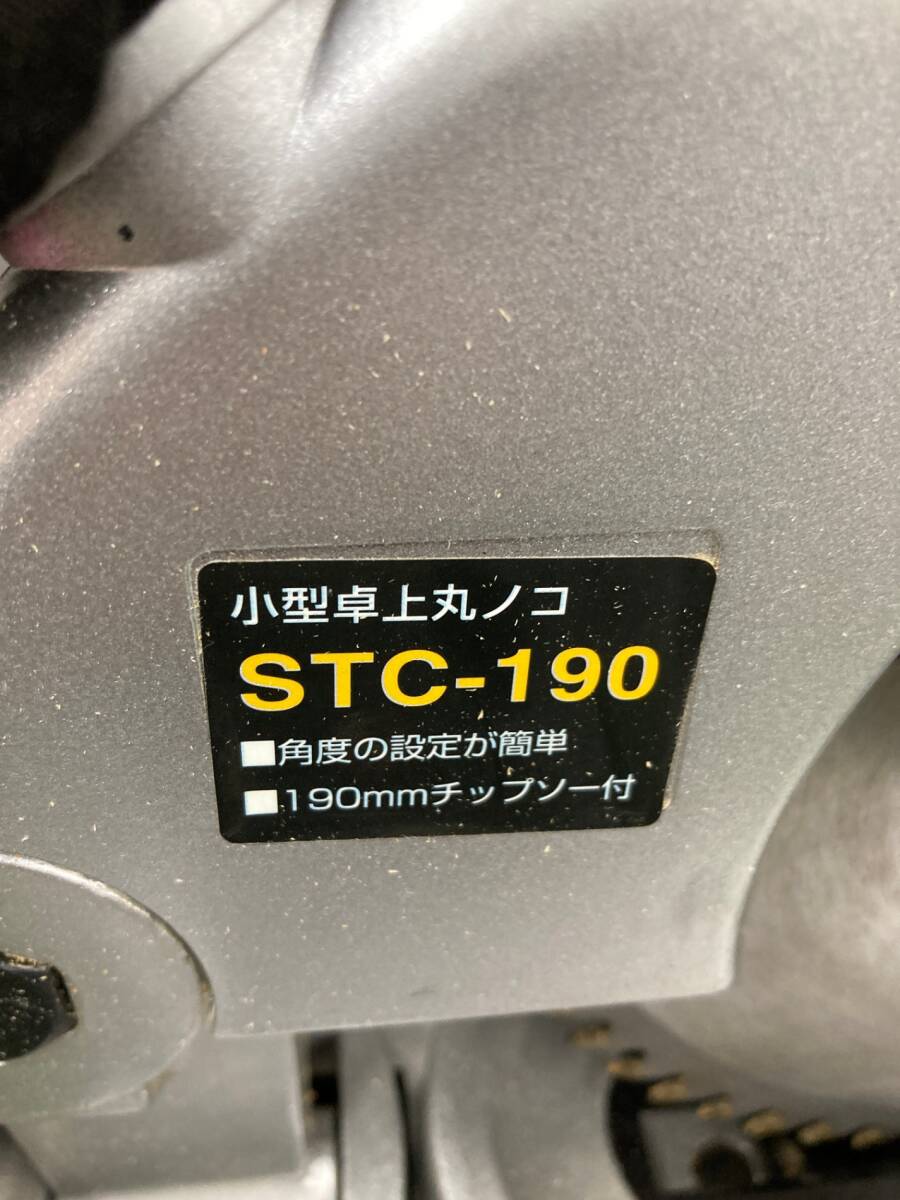 小型卓上丸ノコ
STC-190
■角度の設定が簡単
■190mmチップソー付